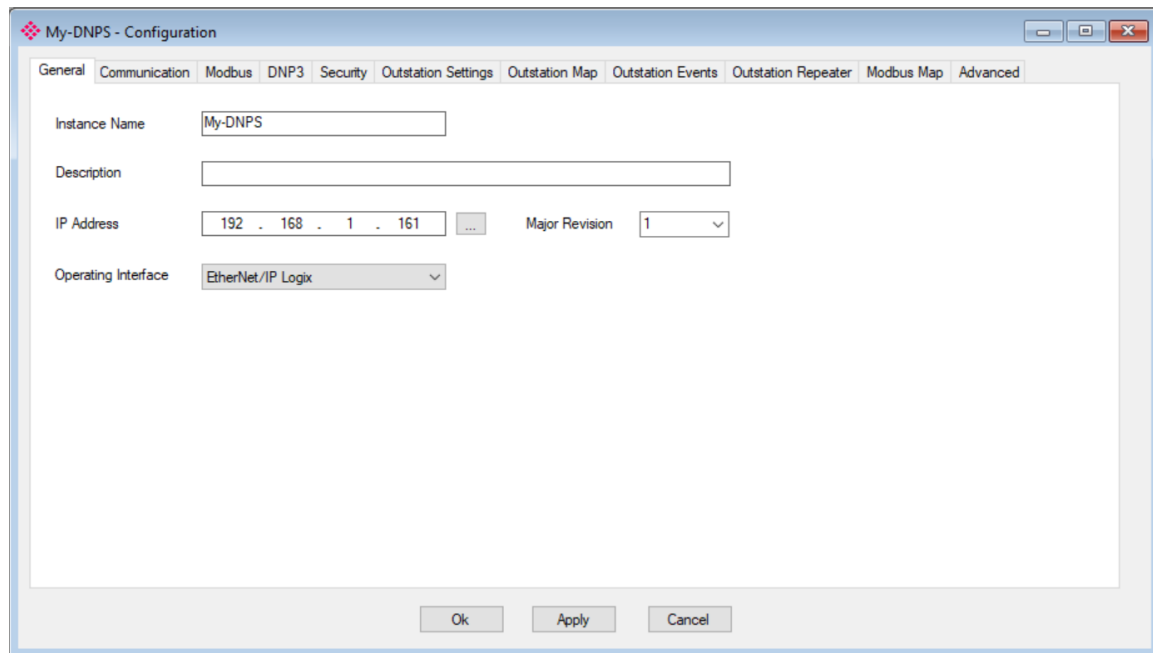 My-DNPS - Configuration
General Communication Modbus DNP3 Security Outstation Settings Outstation Map Outstation Events Outstation Repeater Modbus Map Advanced
Instance Name My-DNPS
Description
IP Address 192 . 168 . 1 . 161 ... Major Revision 1
Operating Interface EtherNet/IP Logix
Ok Apply Cancel